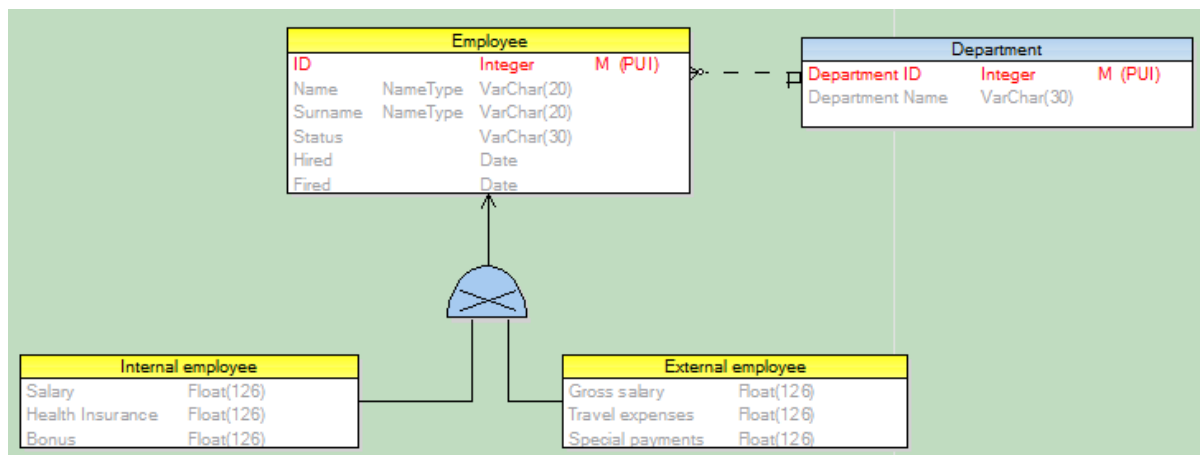 Employee
ID Integer M (PUI)
Name NameType VarChar(20)
Surname NameType VarChar(20)
Status VarChar(30)
Hired Date
Fired Date
Department
Department ID Integer M (PUI)
Department Name VarChar(30)
Internal employee
Salary Float(126)
Health Insurance Float(126)
Bonus Float(126)
External employee
Gross salary Float(126)
Travel expenses Float(126)
Special payments Float(126)